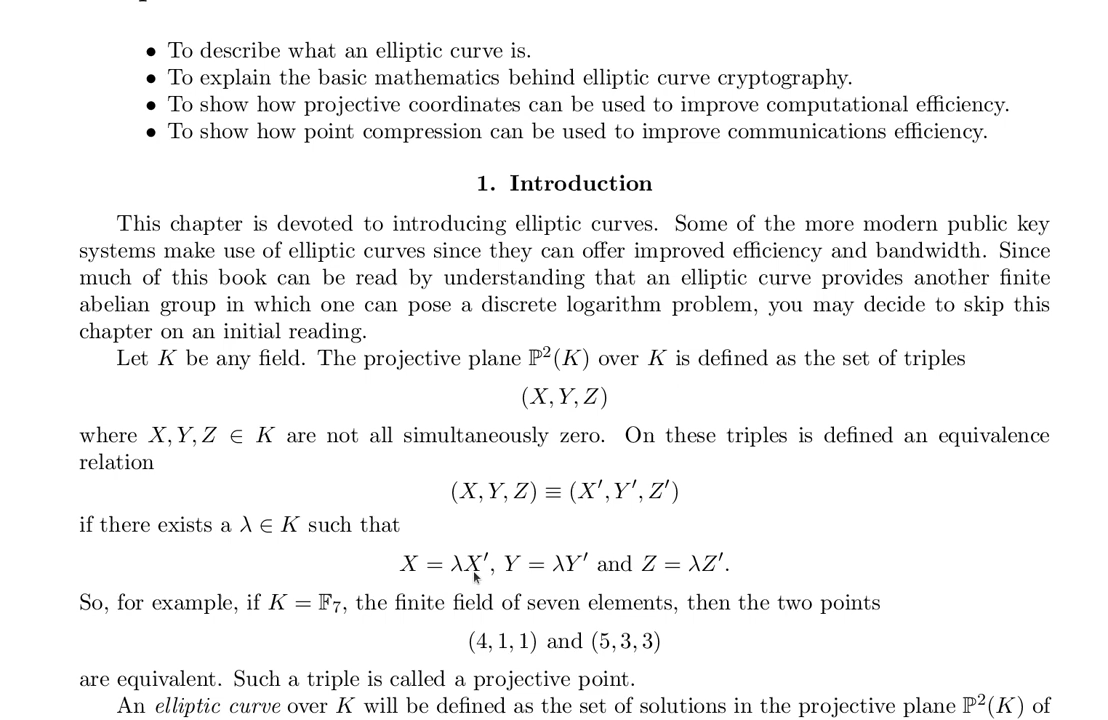 • To describe what an elliptic curve is.
• To explain the basic mathematics behind elliptic curve cryptography.
• To show how projective coordinates can be used to improve computational efficiency.
• To show how point compression can be used to improve communications efficiency.
1. Introduction
This chapter is devoted to introducing elliptic curves. Some of the more modern public key
systems make use of elliptic curves since they can offer improved efficiency and bandwidth. Since
much of this book can be read by understanding that an elliptic curve provides another finite
abelian group in which one can pose a discrete logarithm problem, you may decide to skip this
chapter on an initial reading.
Let K be any field. The projective plane ℙ²(K) over K is defined as the set of triples
(X, Y, Z)
where X, Y, Z ∈ K are not all simultaneously zero. On these triples is defined an equivalence
relation
(X, Y, Z) ≡ (X′, Y′, Z′)
if there exists a λ ∈ K such that
X = λX′, Y = λY′ and Z = λZ′.
So, for example, if K = 𝔽₇, the finite field of seven elements, then the two points
(4, 1, 1) and (5, 3, 3)
are equivalent. Such a triple is called a projective point.
An elliptic curve over K will be defined as the set of solutions in the projective plane ℙ²(K) of